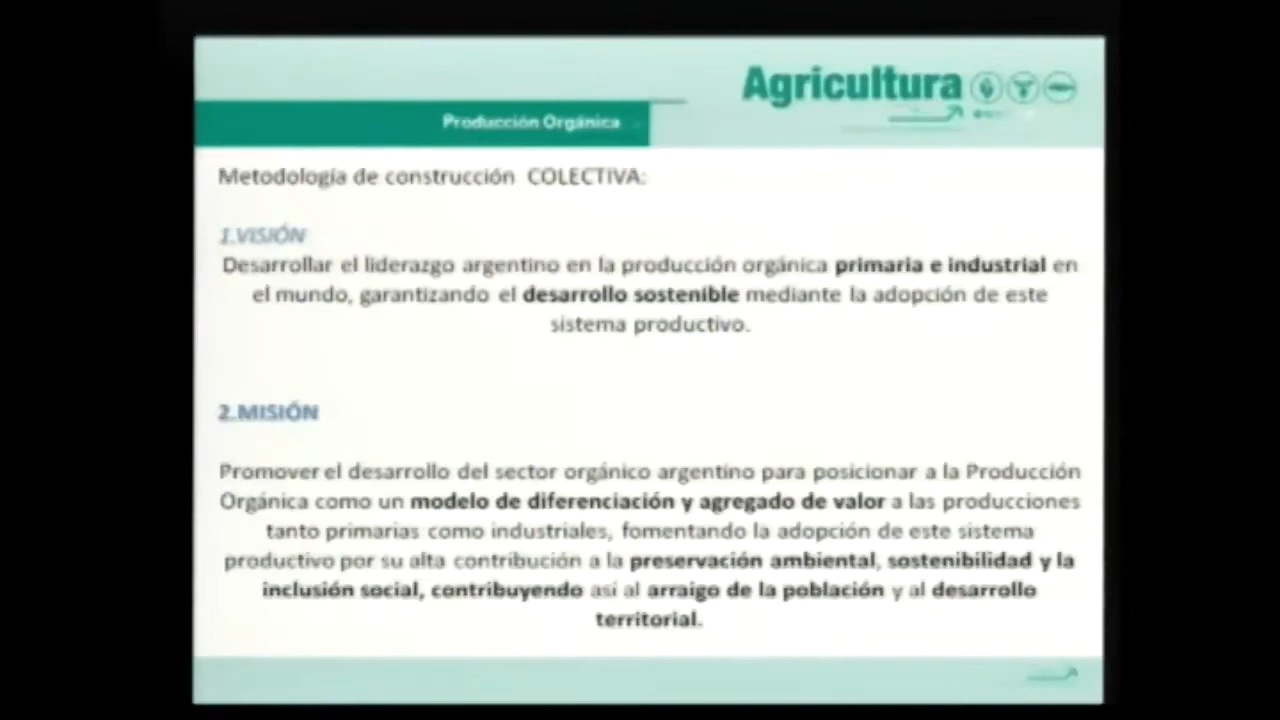 Agricultura
Producción Orgánica
Metodología de construcción COLECTIVA:
1.VISIÓN
Desarrollar el liderazgo argentino en la producción orgánica primaria e industrial en
el mundo, garantizando el desarrollo sostenible mediante la adopción de este
sistema productivo.
2.MISIÓN
Promover el desarrollo del sector orgánico argentino para posicionar a la Producción
Orgánica como un modelo de diferenciación y agregado de valor a las producciones
tanto primarias como industriales, fomentando la adopción de este sistema
productivo por su alta contribución a la preservación ambiental, sostenibilidad y la
inclusión social, contribuyendo así al arraigo de la población y al desarrollo
territorial.